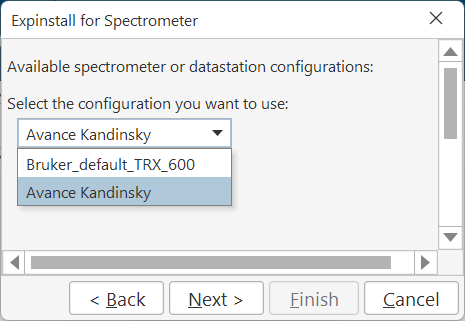 Expinstall for Spectrometer
Available spectrometer or datastation configurations:
Select the configuration you want to use:
Avance Kandinsky
Bruker_default_TRX_600
Avance Kandinsky
< Back Next > Finish Cancel